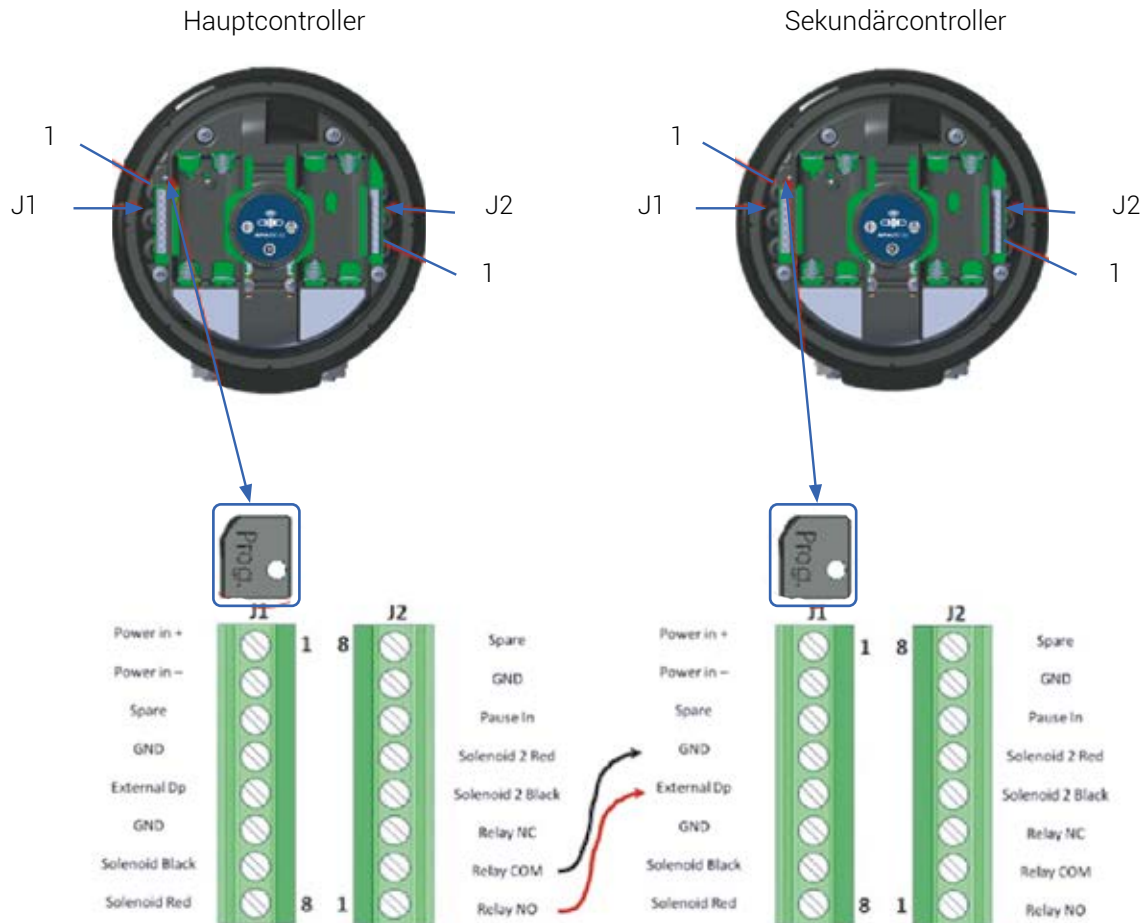 Hauptcontroller
Sekundärcontroller
1
J1
J2
1
1
J1
J2
1
Prog.
Prog.
J1
J2
Power in +
1
8
Spare
Power in –
GND
Spare
Pause In
GND
Solenoid 2 Red
External Dp
Solenoid 2 Black
GND
Relay NC
Solenoid Black
Relay COM
Solenoid Red
8
1
Relay NO
J1
J2
Power in +
1
8
Spare
Power in –
GND
Spare
Pause In
GND
Solenoid 2 Red
External Dp
Solenoid 2 Black
GND
Relay NC
Solenoid Black
Relay COM
Solenoid Red
8
1
Relay NO